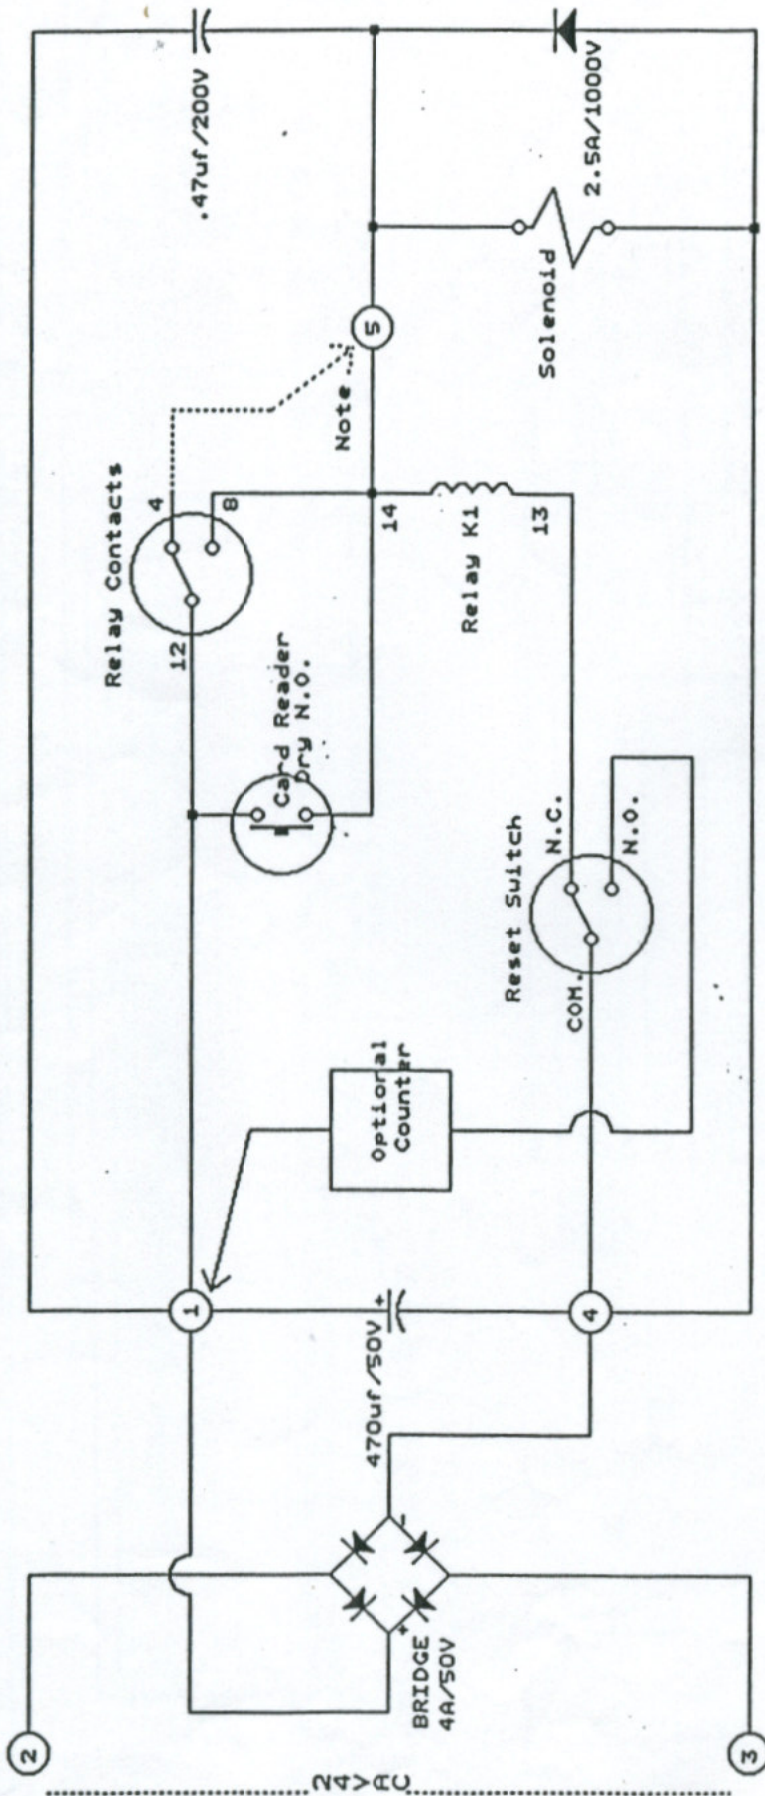 2
3
24VAC
BRIDGE
4A/50V
+
-
1
4
470uf/50V
+
Optional
Counter
Reset Switch
COM.
N.C.
N.O.
Card Reader
Dry N.O.
Relay Contacts
12
4
8
14
Relay K1
13
Note
5
Solenoid
.47uf/200V
2.5A/1000V